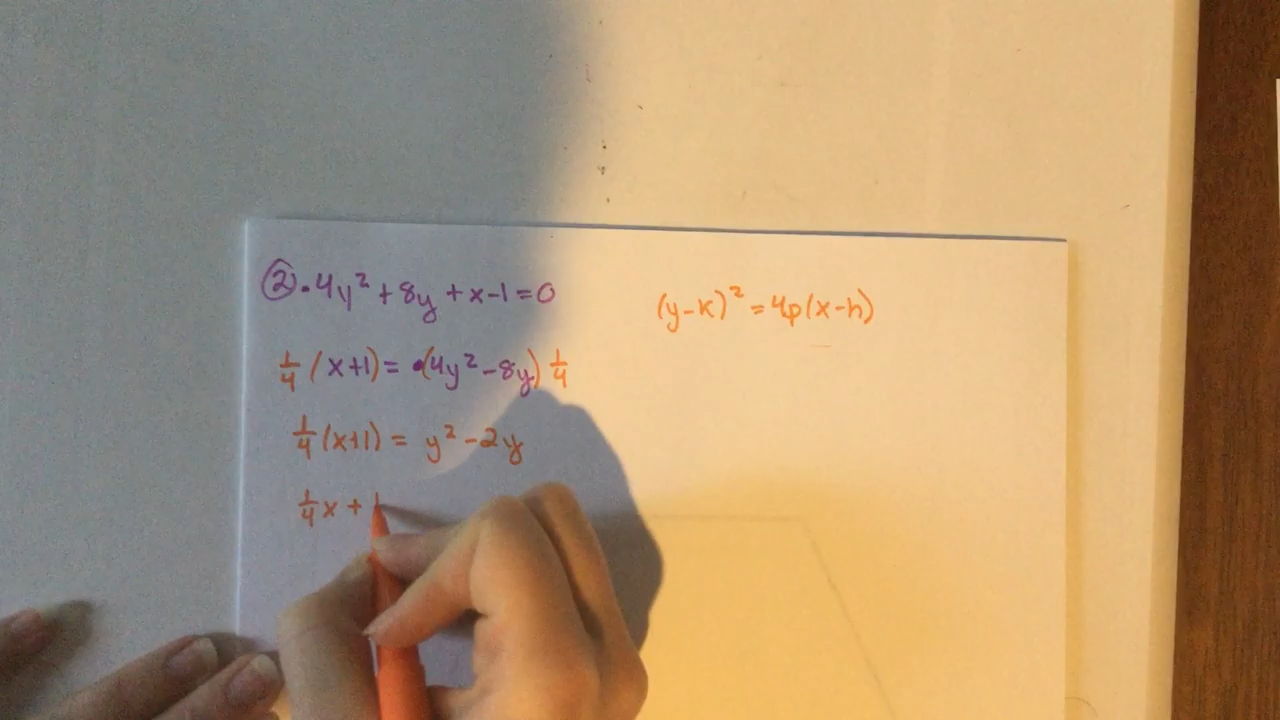 ② -4y² + 8y + x - 1 = 0
(y-k)² = 4p(x-h)
1/4 (x+1) = (4y² - 8y) 1/4
1/4 (x+1) = y² - 2y
1/4 x + 1